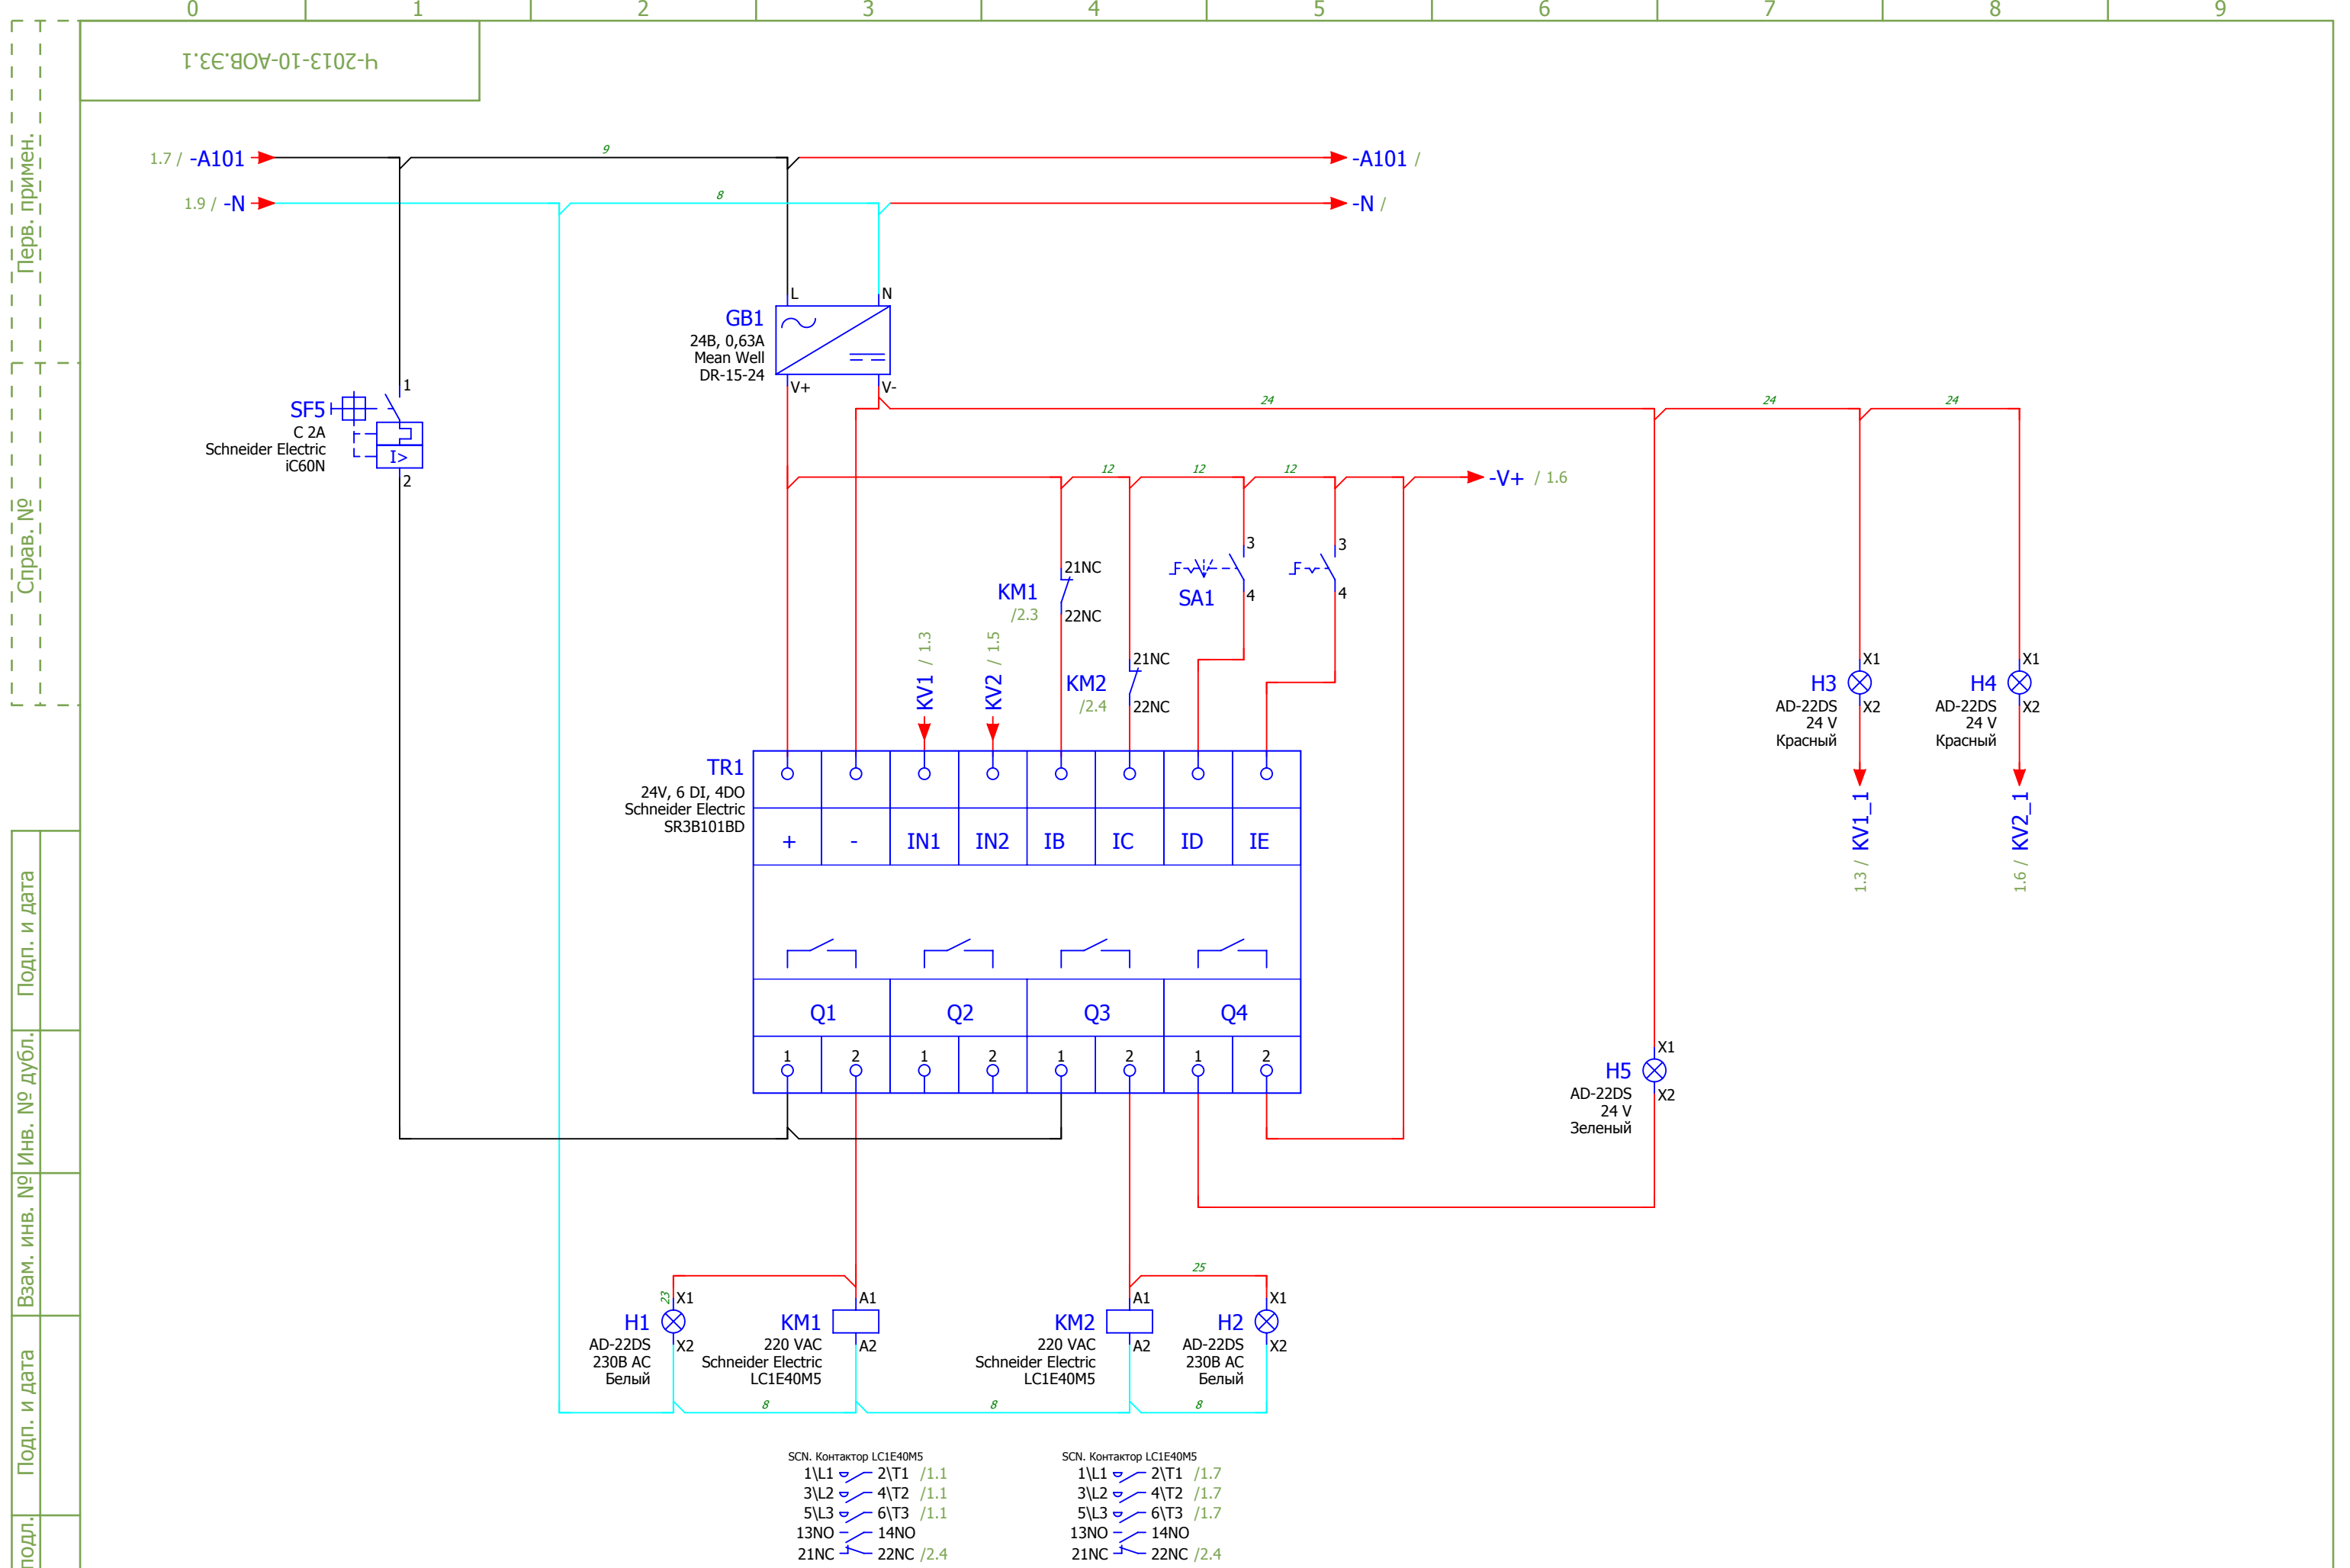 0 1 2 3 4 5 6 7 8 9
Ч-2013-10-АОВ.ЭЗ.1
Перв. примен.
Справ. №
Подп. и дата
Инв. № дубл.
Взам. инв. №
Подп. и дата
подл.
1.7 / -A101
9
-A101 /
1.9 / -N
8
-N /
L
N
GB1
24В, 0,63А
Mean Well
DR-15-24
V+
V-
24
24
24
1
SF5
C 2A
Schneider Electric
iC60N
I>
2
12
12
12
-V+ / 1.6
KV1 / 1.3
KV2 / 1.5
21NC
KM1
/2.3
22NC
21NC
KM2
/2.4
22NC
3
SA1
4
3
4
X1
H3
X2
AD-22DS
24 V
Красный
1.3 / KV1_1
X1
H4
X2
AD-22DS
24 V
Красный
1.6 / KV2_1
TR1
24V, 6 DI, 4DO
Schneider Electric
SR3B101BD
+ - IN1 IN2 IB IC ID IE
Q1 Q2 Q3 Q4
1 2 1 2 1 2 1 2
X1
H5
X2
AD-22DS
24 V
Зеленый
23
X1
H1
X2
AD-22DS
230В AC
Белый
A1
KM1
A2
220 VAC
Schneider Electric
LC1E40M5
25
A1
KM2
A2
220 VAC
Schneider Electric
LC1E40M5
X1
H2
X2
AD-22DS
230В AC
Белый
8
8
8
SCN. Контактор LC1E40M5
1\L1 2\T1 /1.1
3\L2 4\T2 /1.1
5\L3 6\T3 /1.1
13NO 14NO
21NC 22NC /2.4
SCN. Контактор LC1E40M5
1\L1 2\T1 /1.7
3\L2 4\T2 /1.7
5\L3 6\T3 /1.7
13NO 14NO
21NC 22NC /2.4